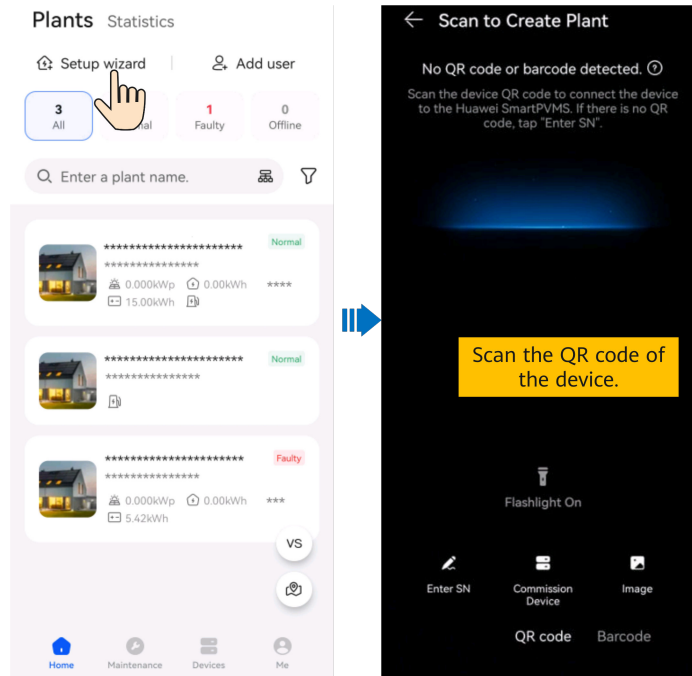 Plants Statistics
Setup wizard Add user
3 1 0
All Faulty Offline
Enter a plant name.
*********************** Normal
***************
0.000kWp 0.00kWh ****
15.00kWh
*********************** Normal
***************
*********************** Faulty
***************
0.000kWp 0.00kWh ***
5.42kWh
VS
Home Maintenance Devices Me
Scan to Create Plant
No QR code or barcode detected.
Scan the device QR code to connect the device
to the Huawei SmartPVMS. If there is no QR
code, tap "Enter SN".
Scan the QR code of
the device.
Flashlight On
Enter SN Commission Image
Device
QR code Barcode